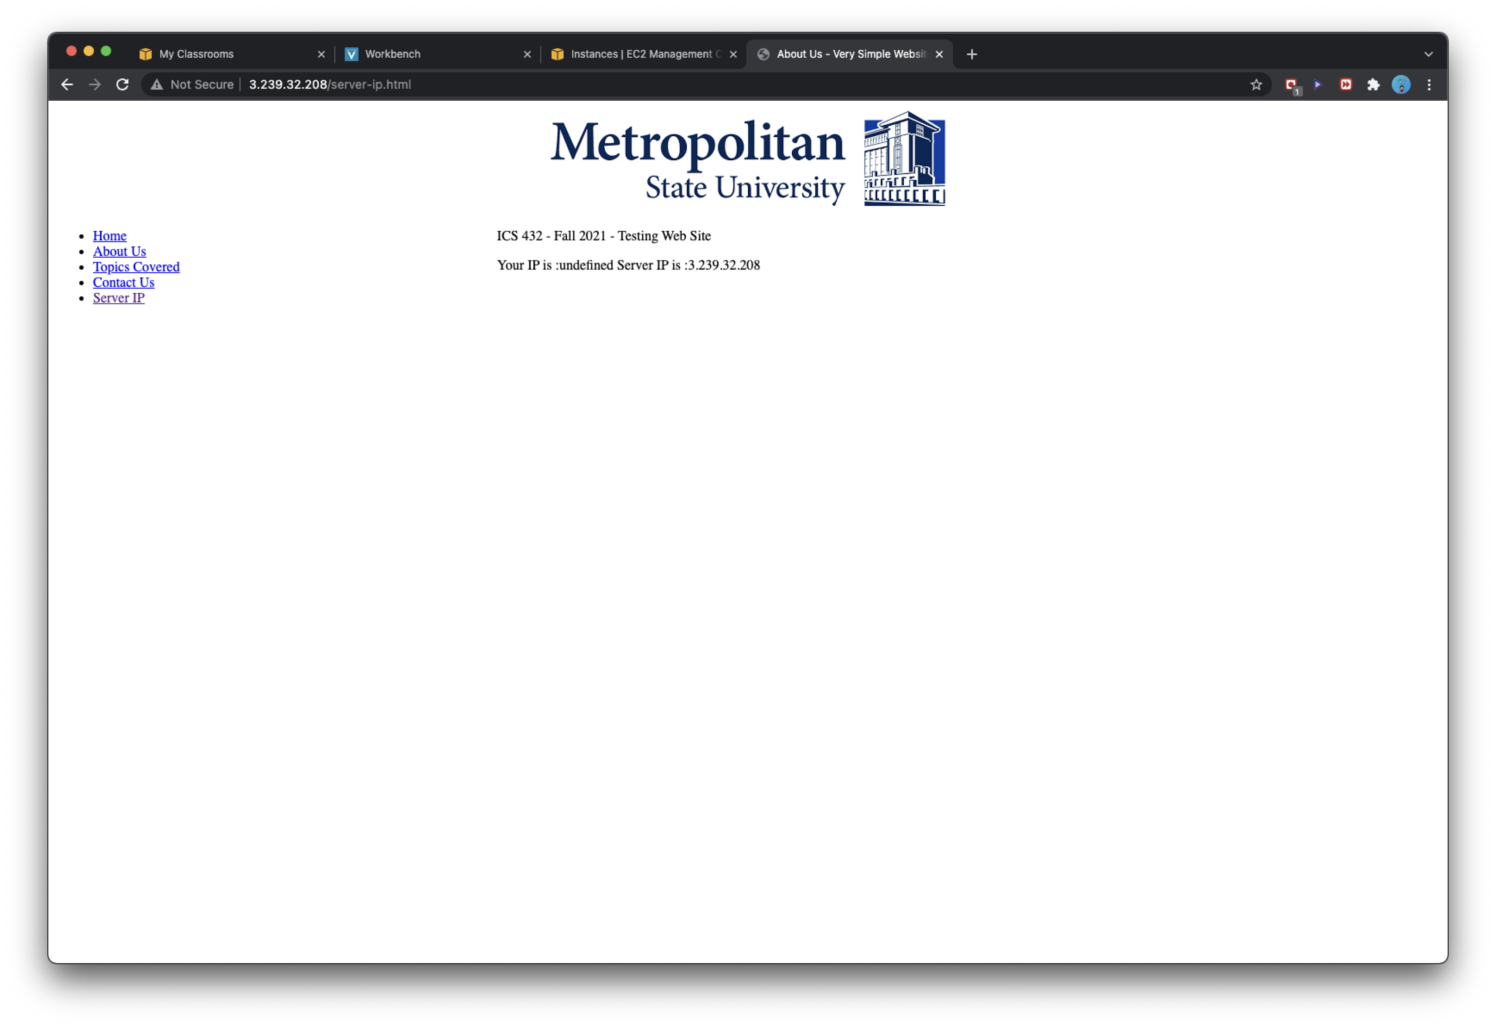 My Classrooms
Workbench
Instances | EC2 Management C
About Us - Very Simple Websit
Not Secure | 3.239.32.208/server-ip.html
1
Metropolitan
State University
Home
About Us
Topics Covered
Contact Us
Server IP
ICS 432 - Fall 2021 - Testing Web Site
Your IP is :undefined Server IP is :3.239.32.208